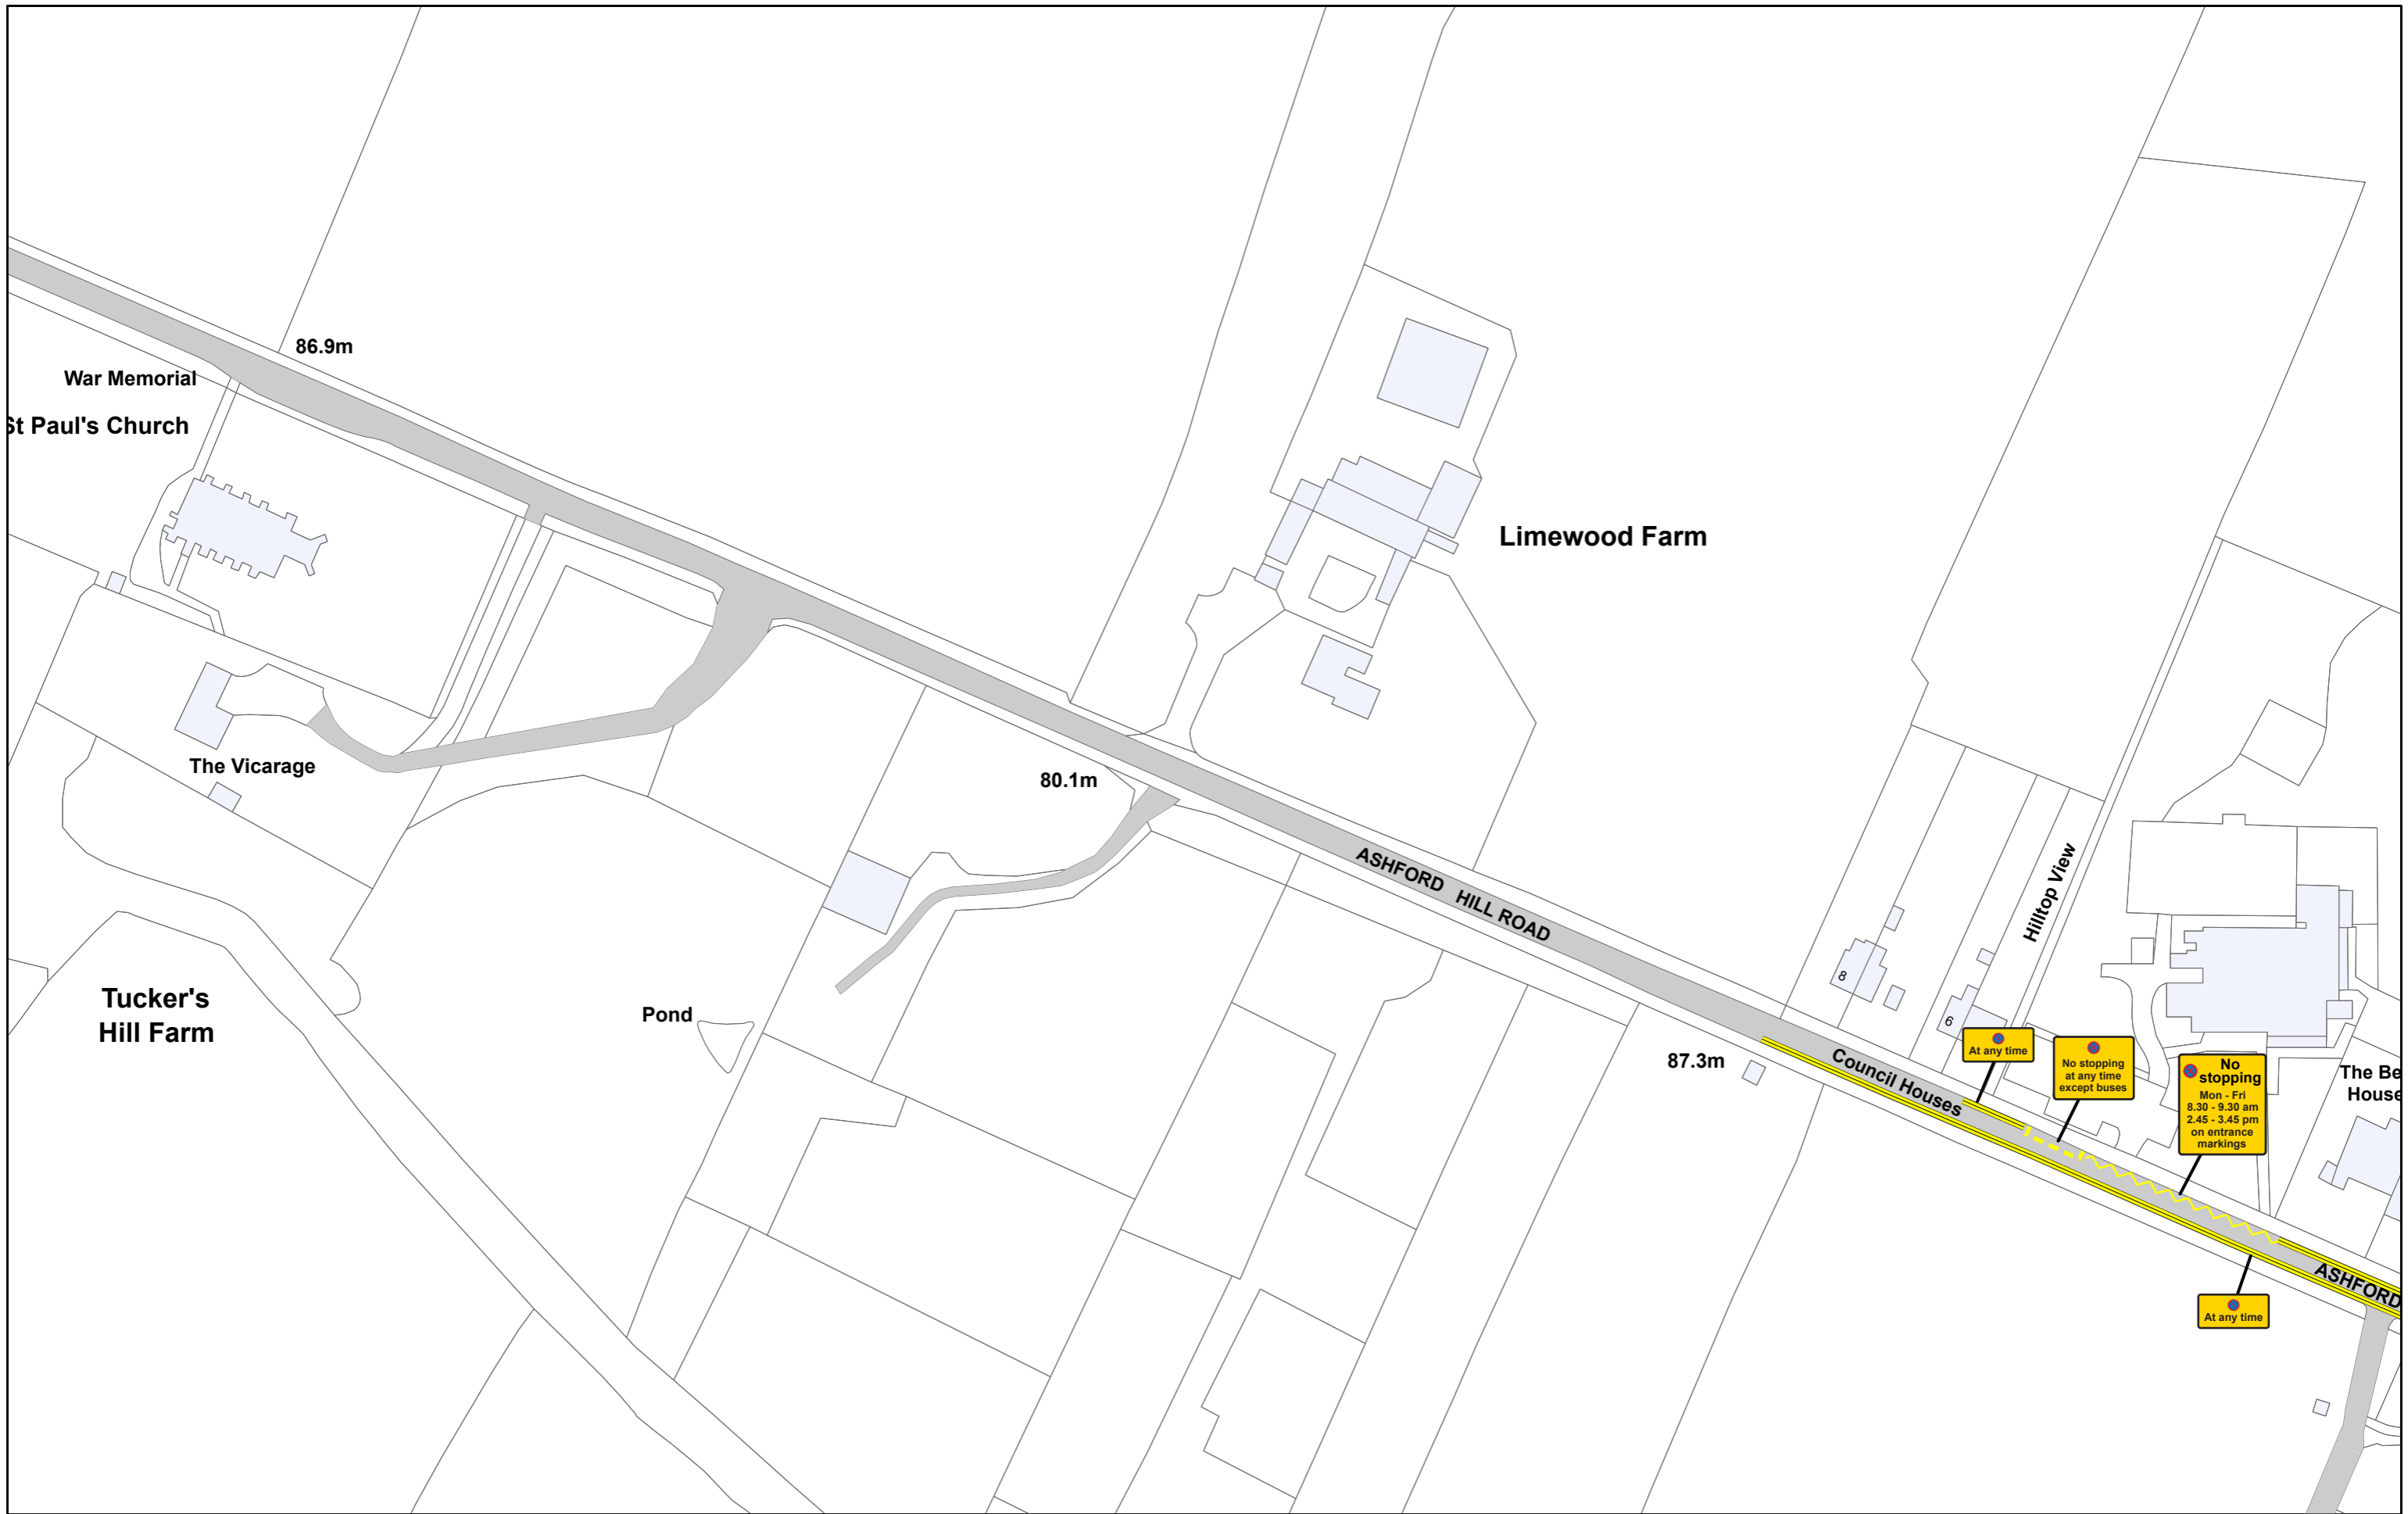 86.9m
War Memorial
St Paul's Church
Limewood Farm
The Vicarage
80.1m
ASHFORD HILL ROAD
Hilltop View
8
6
Tucker's
Hill Farm
Pond
87.3m
Council Houses
At any time
No stopping
at any time
except buses
No
stopping
Mon - Fri
8.30 - 9.30 am
2.45 - 3.45 pm
on entrance
markings
The Be
House
ASHFORD
At any time